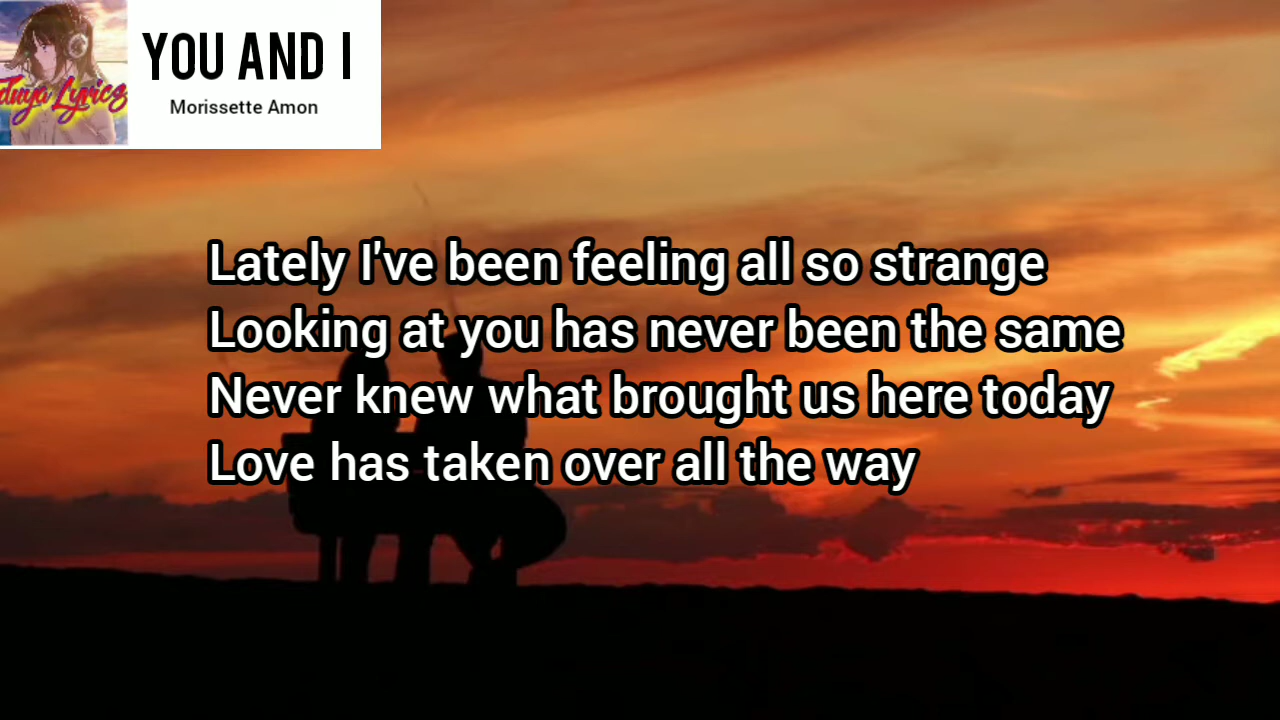 YOU AND I
Morissette Amon
Lyrics
Lately I've been feeling all so strange
Looking at you has never been the same
Never knew what brought us here today
Love has taken over all the way